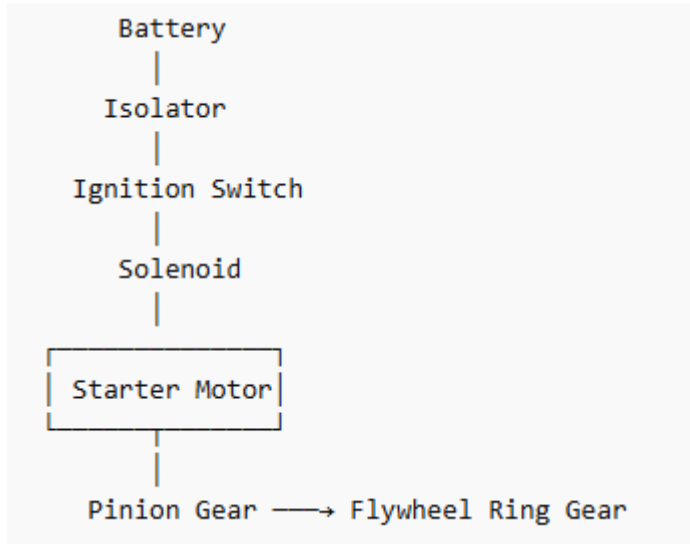 Battery
Isolator
Ignition Switch
Solenoid
Starter Motor
Pinion Gear ───→ Flywheel Ring Gear